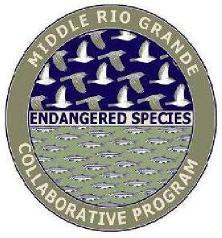 MIDDLE RIO GRANDE
ENDANGERED SPECIES
COLLABORATIVE PROGRAM